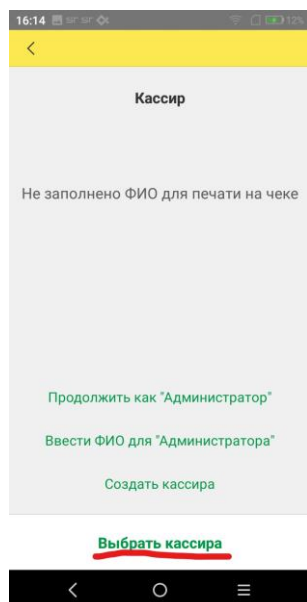 16:14 12%
Кассир
Не заполнено ФИО для печати на чеке
Продолжить как "Администратор"
Ввести ФИО для "Администратора"
Создать кассира
Выбрать кассира